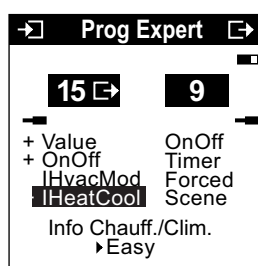 Prog Expert
15 9
+ Value OnOff
+ OnOff Timer
IHvacMod Forced
IHeatCool Scene
Info Chauff./Clim.
Easy